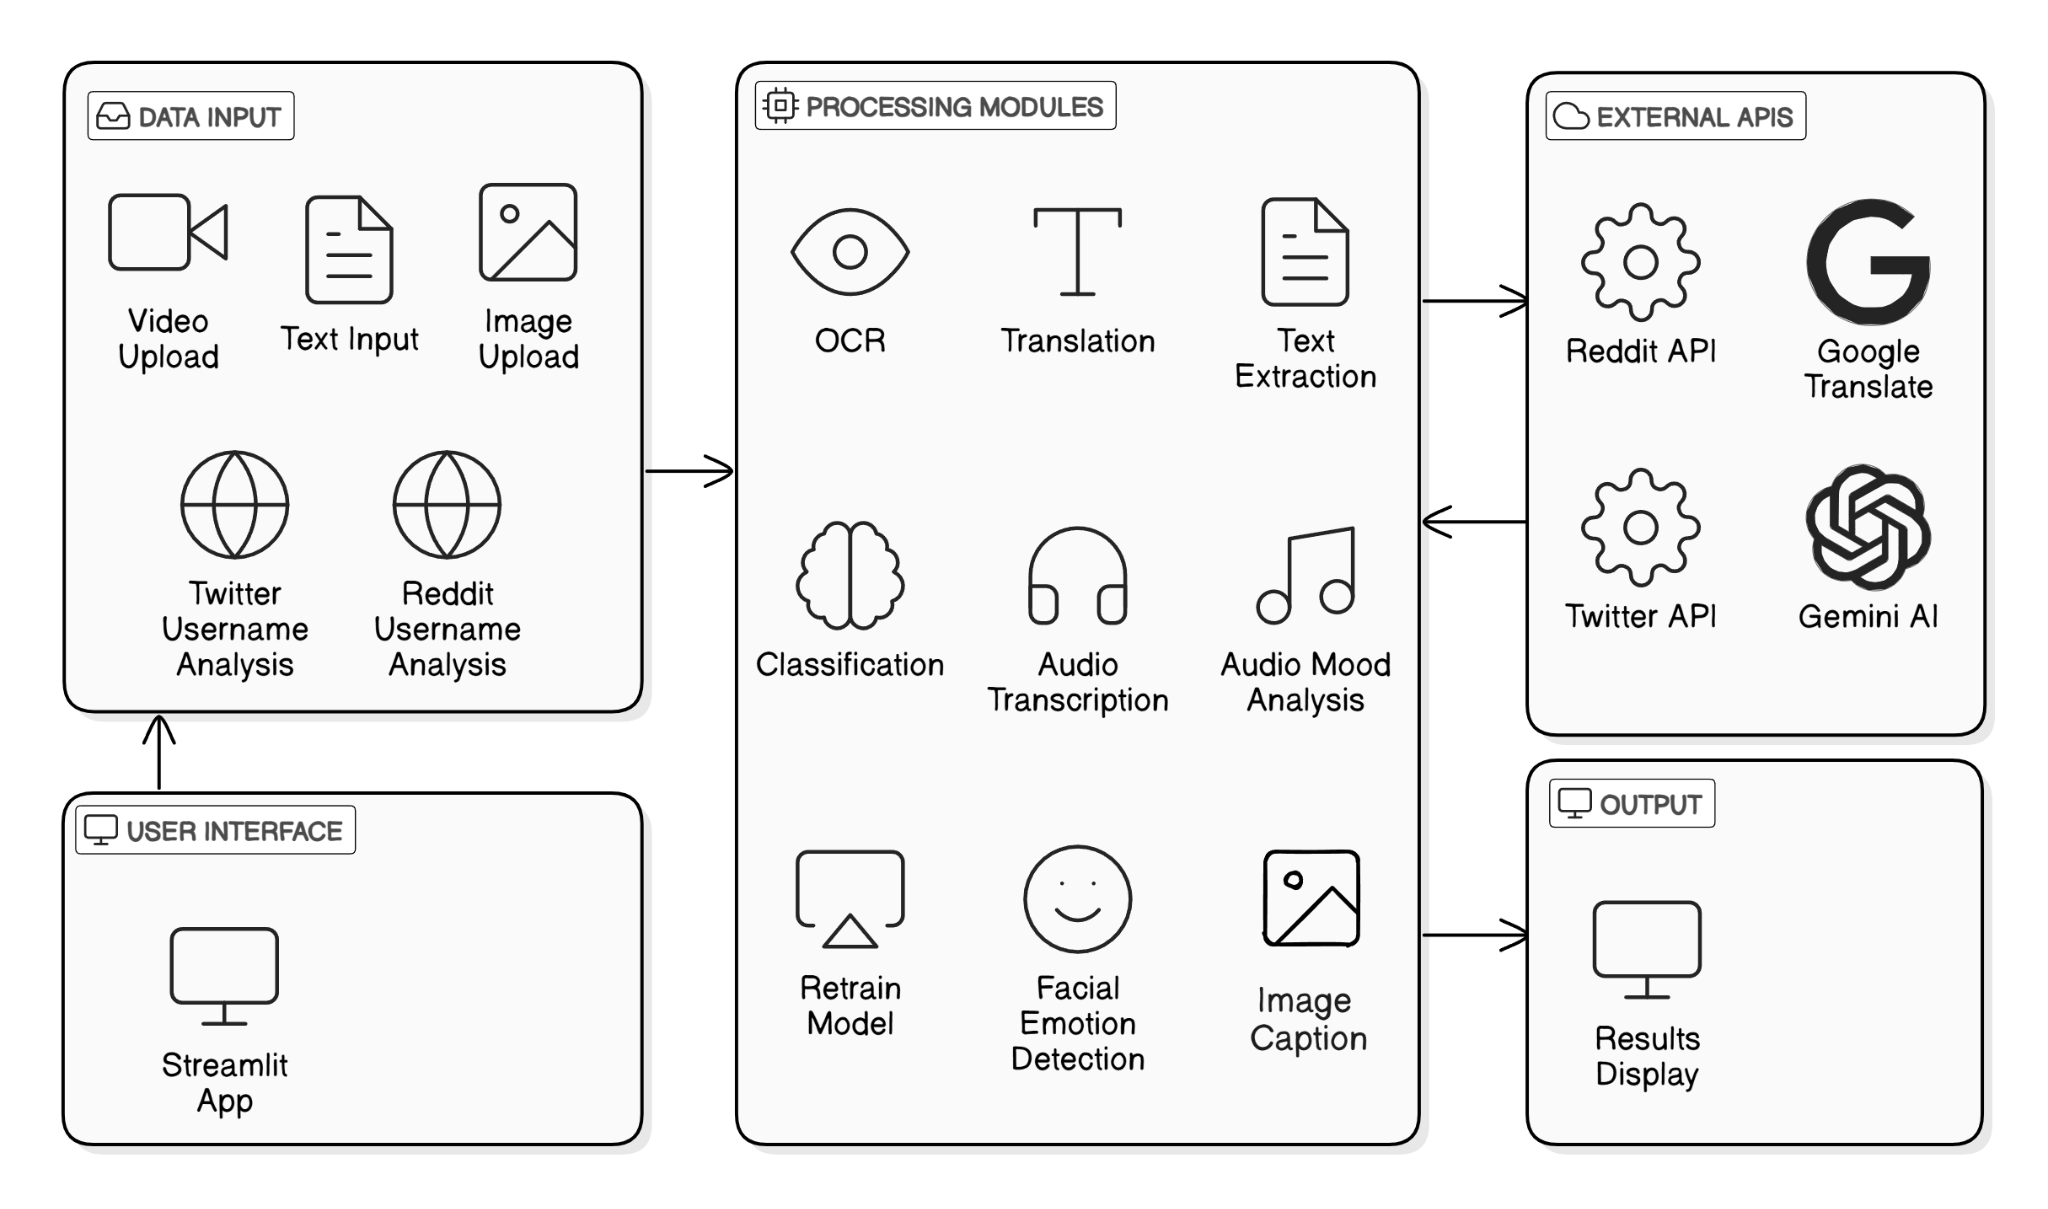 DATA INPUT
Video
Upload
Text Input
Image
Upload
Twitter
Username
Analysis
Reddit
Username
Analysis
USER INTERFACE
Streamlit
App
PROCESSING MODULES
OCR
Translation
Text
Extraction
Classification
Audio
Transcription
Audio Mood
Analysis
Retrain
Model
Facial
Emotion
Detection
Image
Caption
EXTERNAL APIS
Reddit API
Google
Translate
Twitter API
Gemini AI
OUTPUT
Results
Display